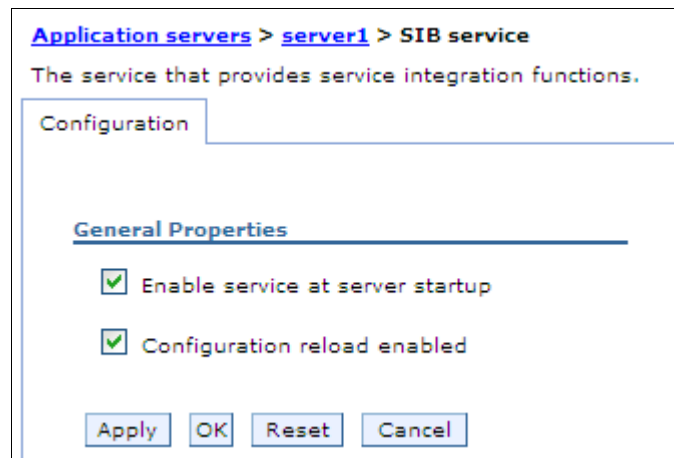 Application servers > server1 > SIB service
The service that provides service integration functions.
Configuration
General Properties
Enable service at server startup
Configuration reload enabled
Apply OK Reset Cancel